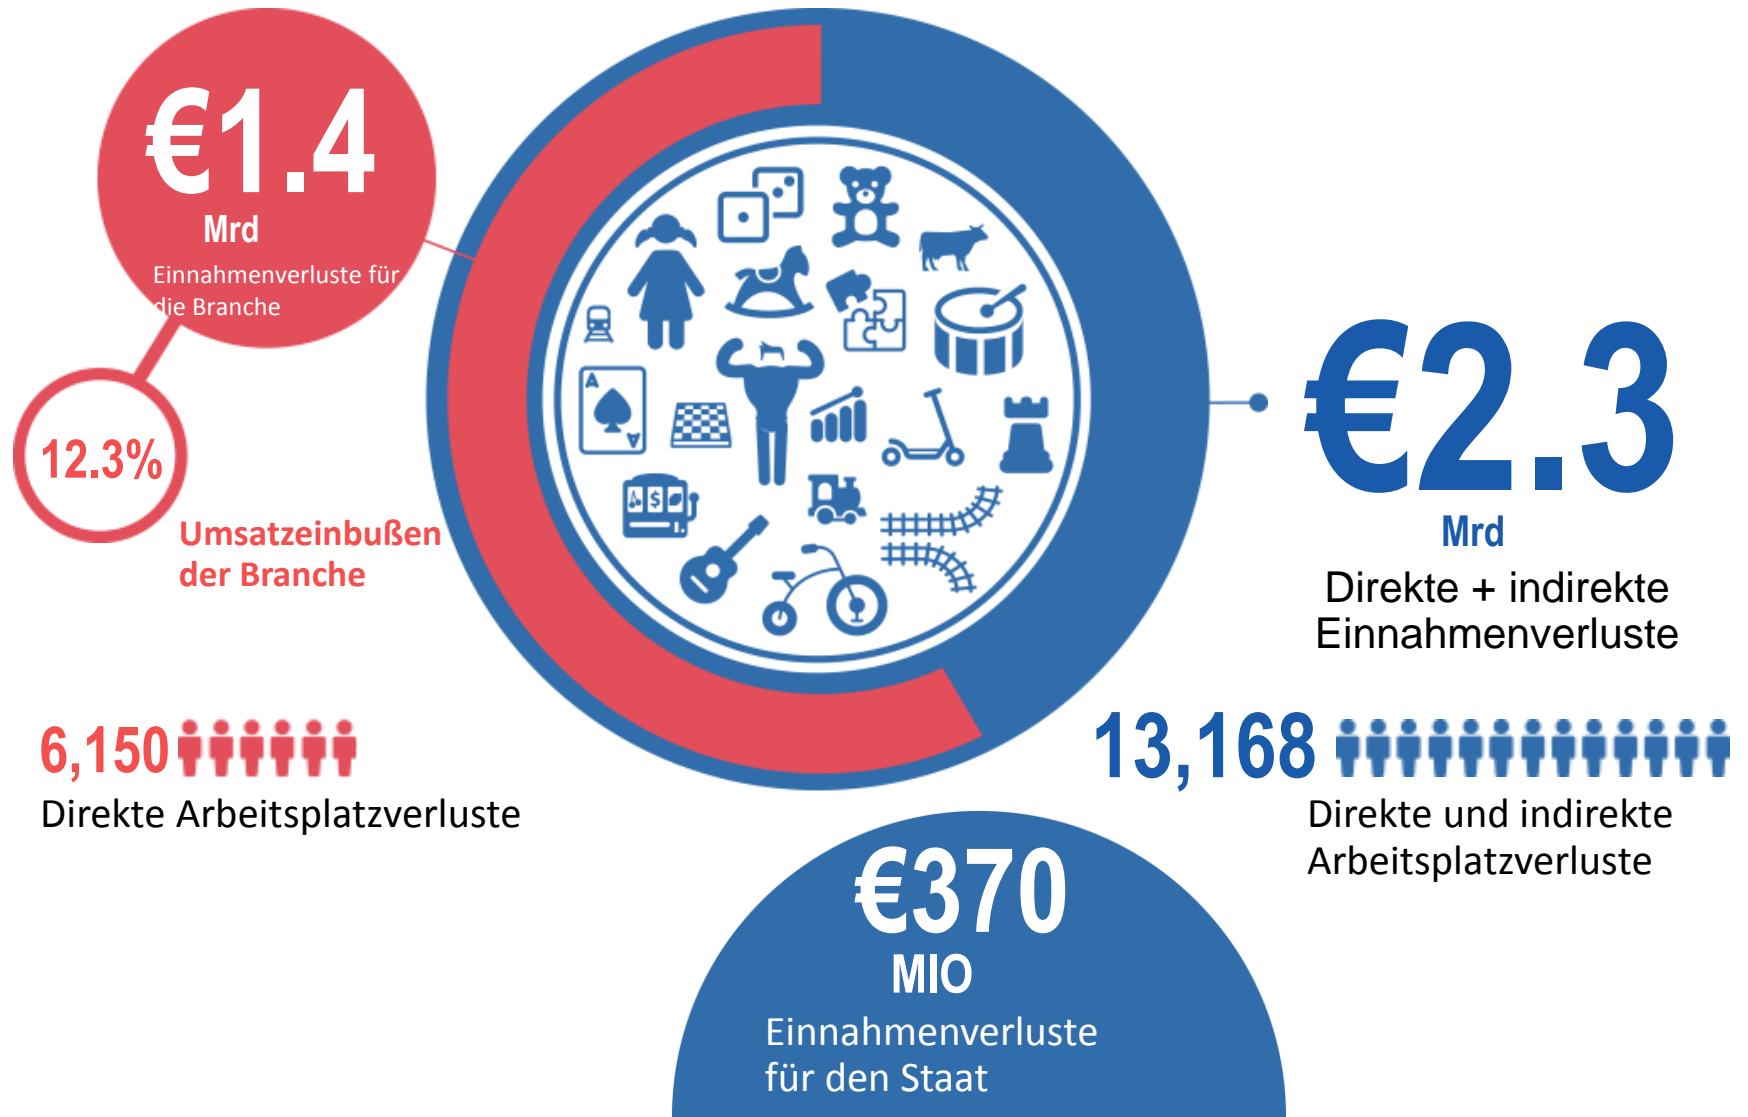 €1.4
Mrd
Einnahmenverluste für
die Branche
12.3%
Umsatzeinbußen
der Branche
6,150
Direkte Arbeitsplatzverluste
A
A
$
€2.3
Mrd
Direkte + indirekte
Einnahmenverluste
13,168
Direkte und indirekte
Arbeitsplatzverluste
€370
MIO
Einnahmenverluste
für den Staat